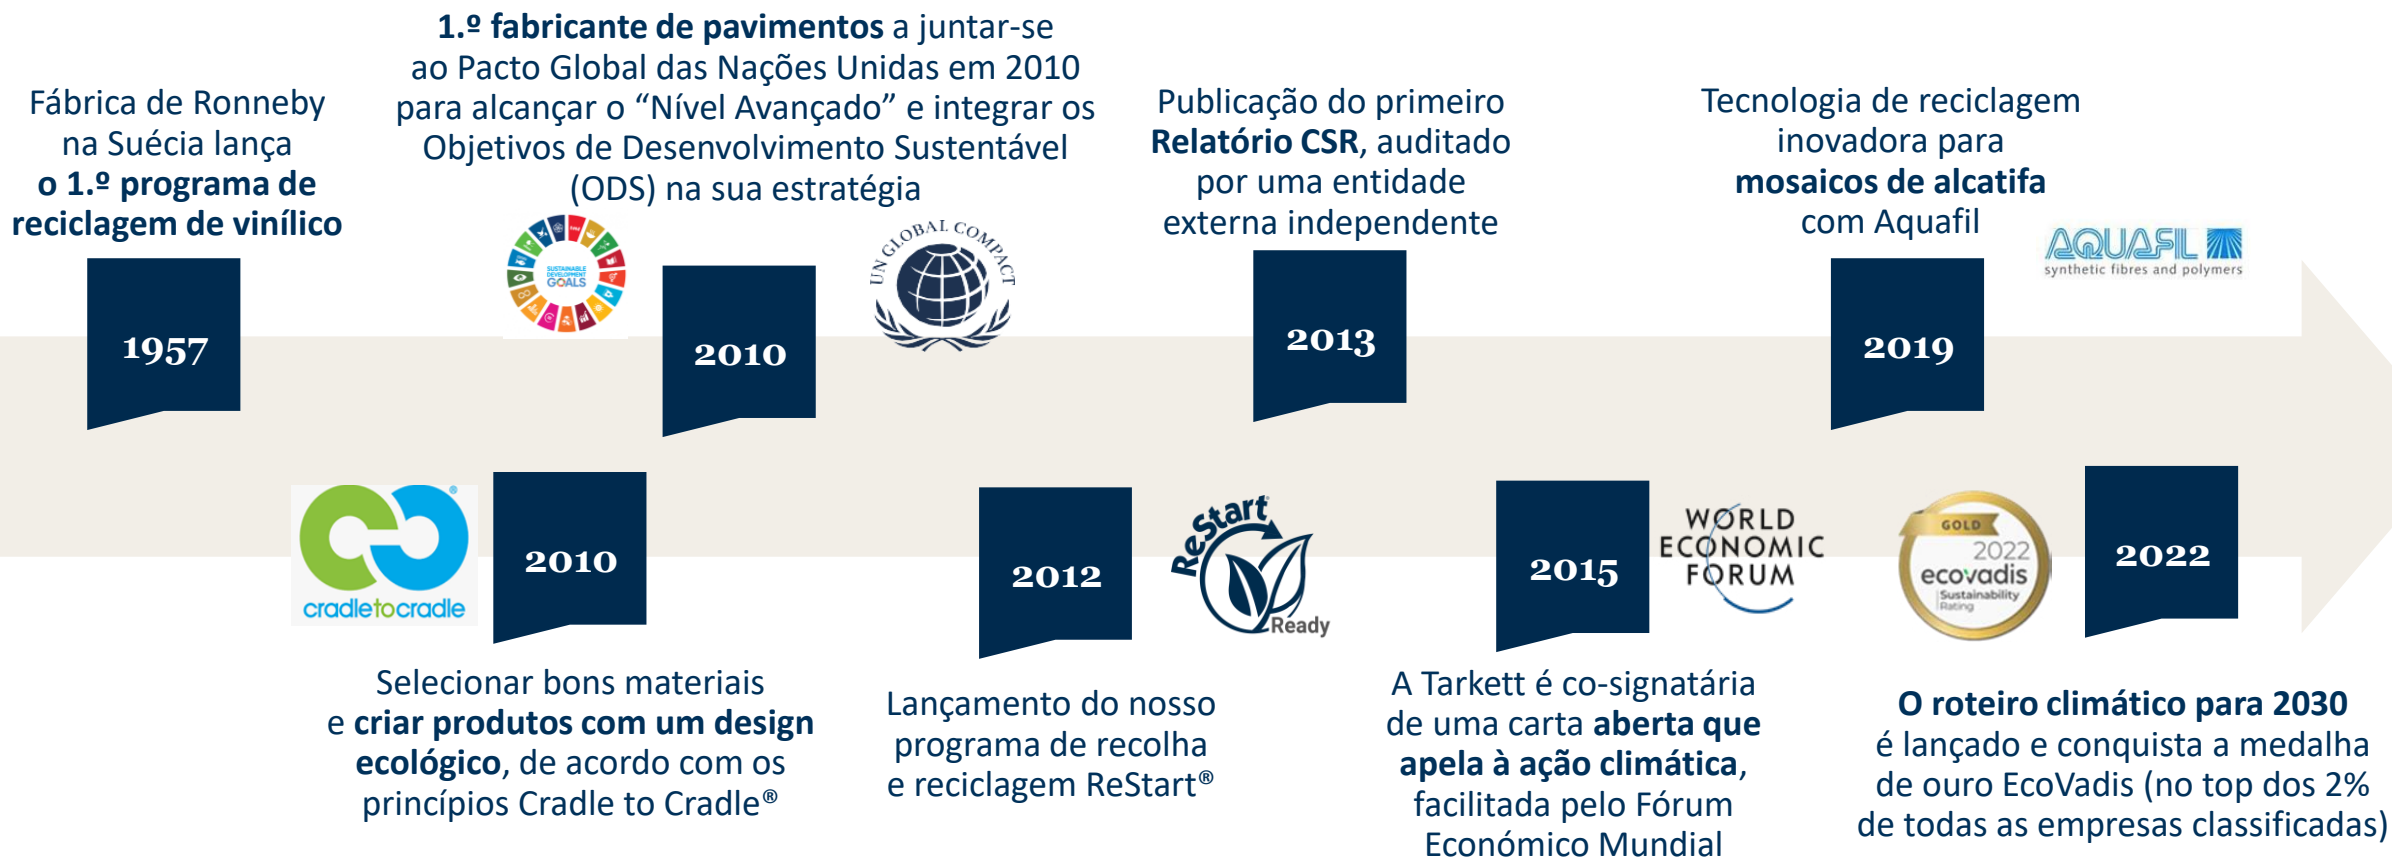 Fábrica de Ronneby
na Suécia lança
o 1.º programa de
reciclagem de vinílico
1957
1.º fabricante de pavimentos a juntar-se
ao Pacto Global das Nações Unidas em 2010
para alcançar o “Nível Avançado” e integrar os
Objetivos de Desenvolvimento Sustentável
(ODS) na sua estratégia
SUSTAINABLE
DEVELOPMENT
GOALS
2010
UN GLOBAL COMPACT
Publicação do primeiro
Relatório CSR, auditado
por uma entidade
externa independente
2013
Tecnologia de reciclagem
inovadora para
mosaicos de alcatifa
com Aquafil
AQUAFIL
synthetic fibres and polymers
2019
®
cradletocradle
2010
Selecionar bons materiais
e criar produtos com um design
ecológico, de acordo com os
princípios Cradle to Cradle®
2012
ReStart
Ready
Lançamento do nosso
programa de recolha
e reciclagem ReStart®
2015
WORLD
ECONOMIC
FORUM
A Tarkett é co-signatária
de uma carta aberta que
apela à ação climática,
facilitada pelo Fórum
Económico Mundial
GOLD
2022
ecovadis
Sustainability
Rating
2022
O roteiro climático para 2030
é lançado e conquista a medalha
de ouro EcoVadis (no top dos 2%
de todas as empresas classificadas)